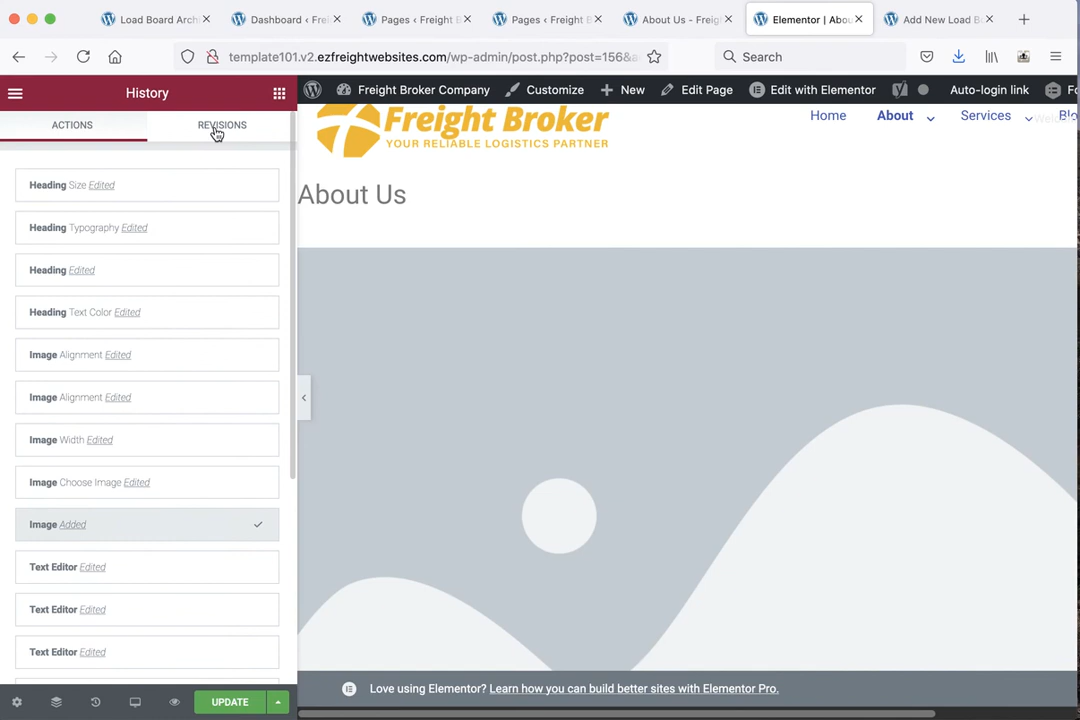 Load Board Archi
Dashboard ‹ Frei
Pages ‹ Freight B
Pages ‹ Freight B
About Us - Freig
Elementor | Abou
Add New Load B
template101.v2.ezfreightwebsites.com/wp-admin/post.php?post=156&a
Search
History
Freight Broker Company
Customize
New
Edit Page
Edit with Elementor
Auto-login link
Fo
ACTIONS
REVISIONS
Freight Broker
YOUR RELIABLE LOGISTICS PARTNER
Home
About
Services
Blo
About Us
Heading Size Edited
Heading Typography Edited
Heading Edited
Heading Text Color Edited
Image Alignment Edited
Image Alignment Edited
Image Width Edited
Image Choose Image Edited
Image Added
Text Editor Edited
Text Editor Edited
Text Editor Edited
UPDATE
Love using Elementor? Learn how you can build better sites with Elementor Pro.